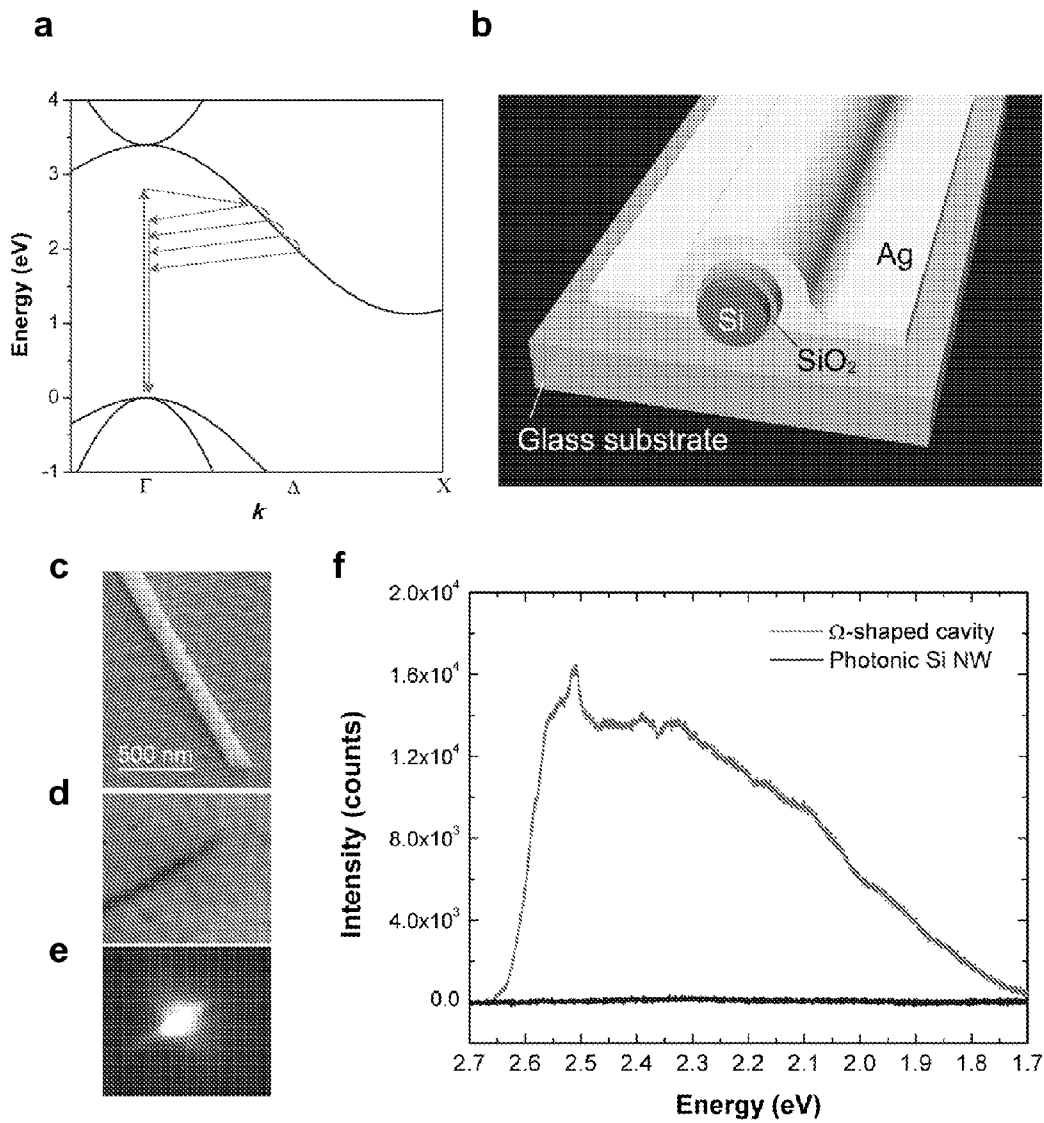 a
b
4
3
2
1
0
-1
Energy (eV)
Γ
Δ
X
k
Si
SiO₂
Ag
Glass substrate
c
500 nm
d
e
f
2.0x10⁴
1.6x10⁴
1.2x10⁴
8.0x10³
4.0x10³
0.0
Intensity (counts)
Ω-shaped cavity
Photonic Si NW
2.7 2.6 2.5 2.4 2.3 2.2 2.1 2.0 1.9 1.8 1.7
Energy (eV)